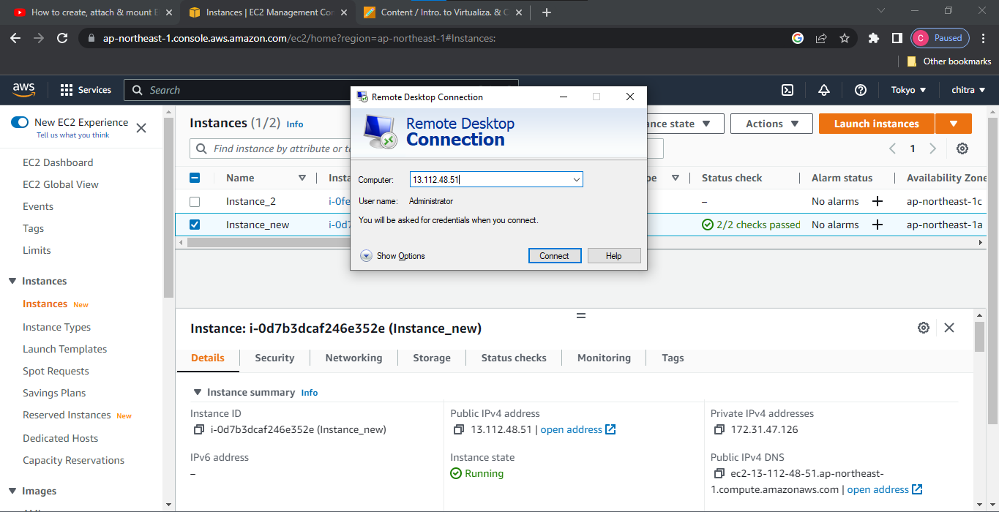 How to create, attach & mount E
Instances | EC2 Management Con
Content / Intro. to Virtualiza. & C
ap-northeast-1.console.aws.amazon.com/ec2/home?region=ap-northeast-1#Instances:
C Paused
Other bookmarks
aws
Services
Search
Tokyo
chitra
New EC2 Experience
Tell us what you think
EC2 Dashboard
EC2 Global View
Events
Tags
Limits
Instances
Instances New
Instance Types
Launch Templates
Spot Requests
Savings Plans
Reserved Instances New
Dedicated Hosts
Capacity Reservations
Images
Instances (1/2) Info
nce state
Actions
Launch instances
Find instance by attribute or ta
1
Name
Insta
pe
Status check
Alarm status
Availability Zone
Instance_2
i-0fe
–
No alarms
ap-northeast-1c
Instance_new
i-0d7
2/2 checks passed
No alarms
ap-northeast-1a
Remote Desktop Connection
Remote Desktop
Connection
Computer:
13.112.48.51
User name:
Administrator
You will be asked for credentials when you connect.
Show Options
Connect
Help
Instance: i-0d7b3dcaf246e352e (Instance_new)
Details
Security
Networking
Storage
Status checks
Monitoring
Tags
Instance summary Info
Instance ID
i-0d7b3dcaf246e352e (Instance_new)
Public IPv4 address
13.112.48.51 | open address
Private IPv4 addresses
172.31.47.126
IPv6 address
–
Instance state
Running
Public IPv4 DNS
ec2-13-112-48-51.ap-northeast-
1.compute.amazonaws.com | open address